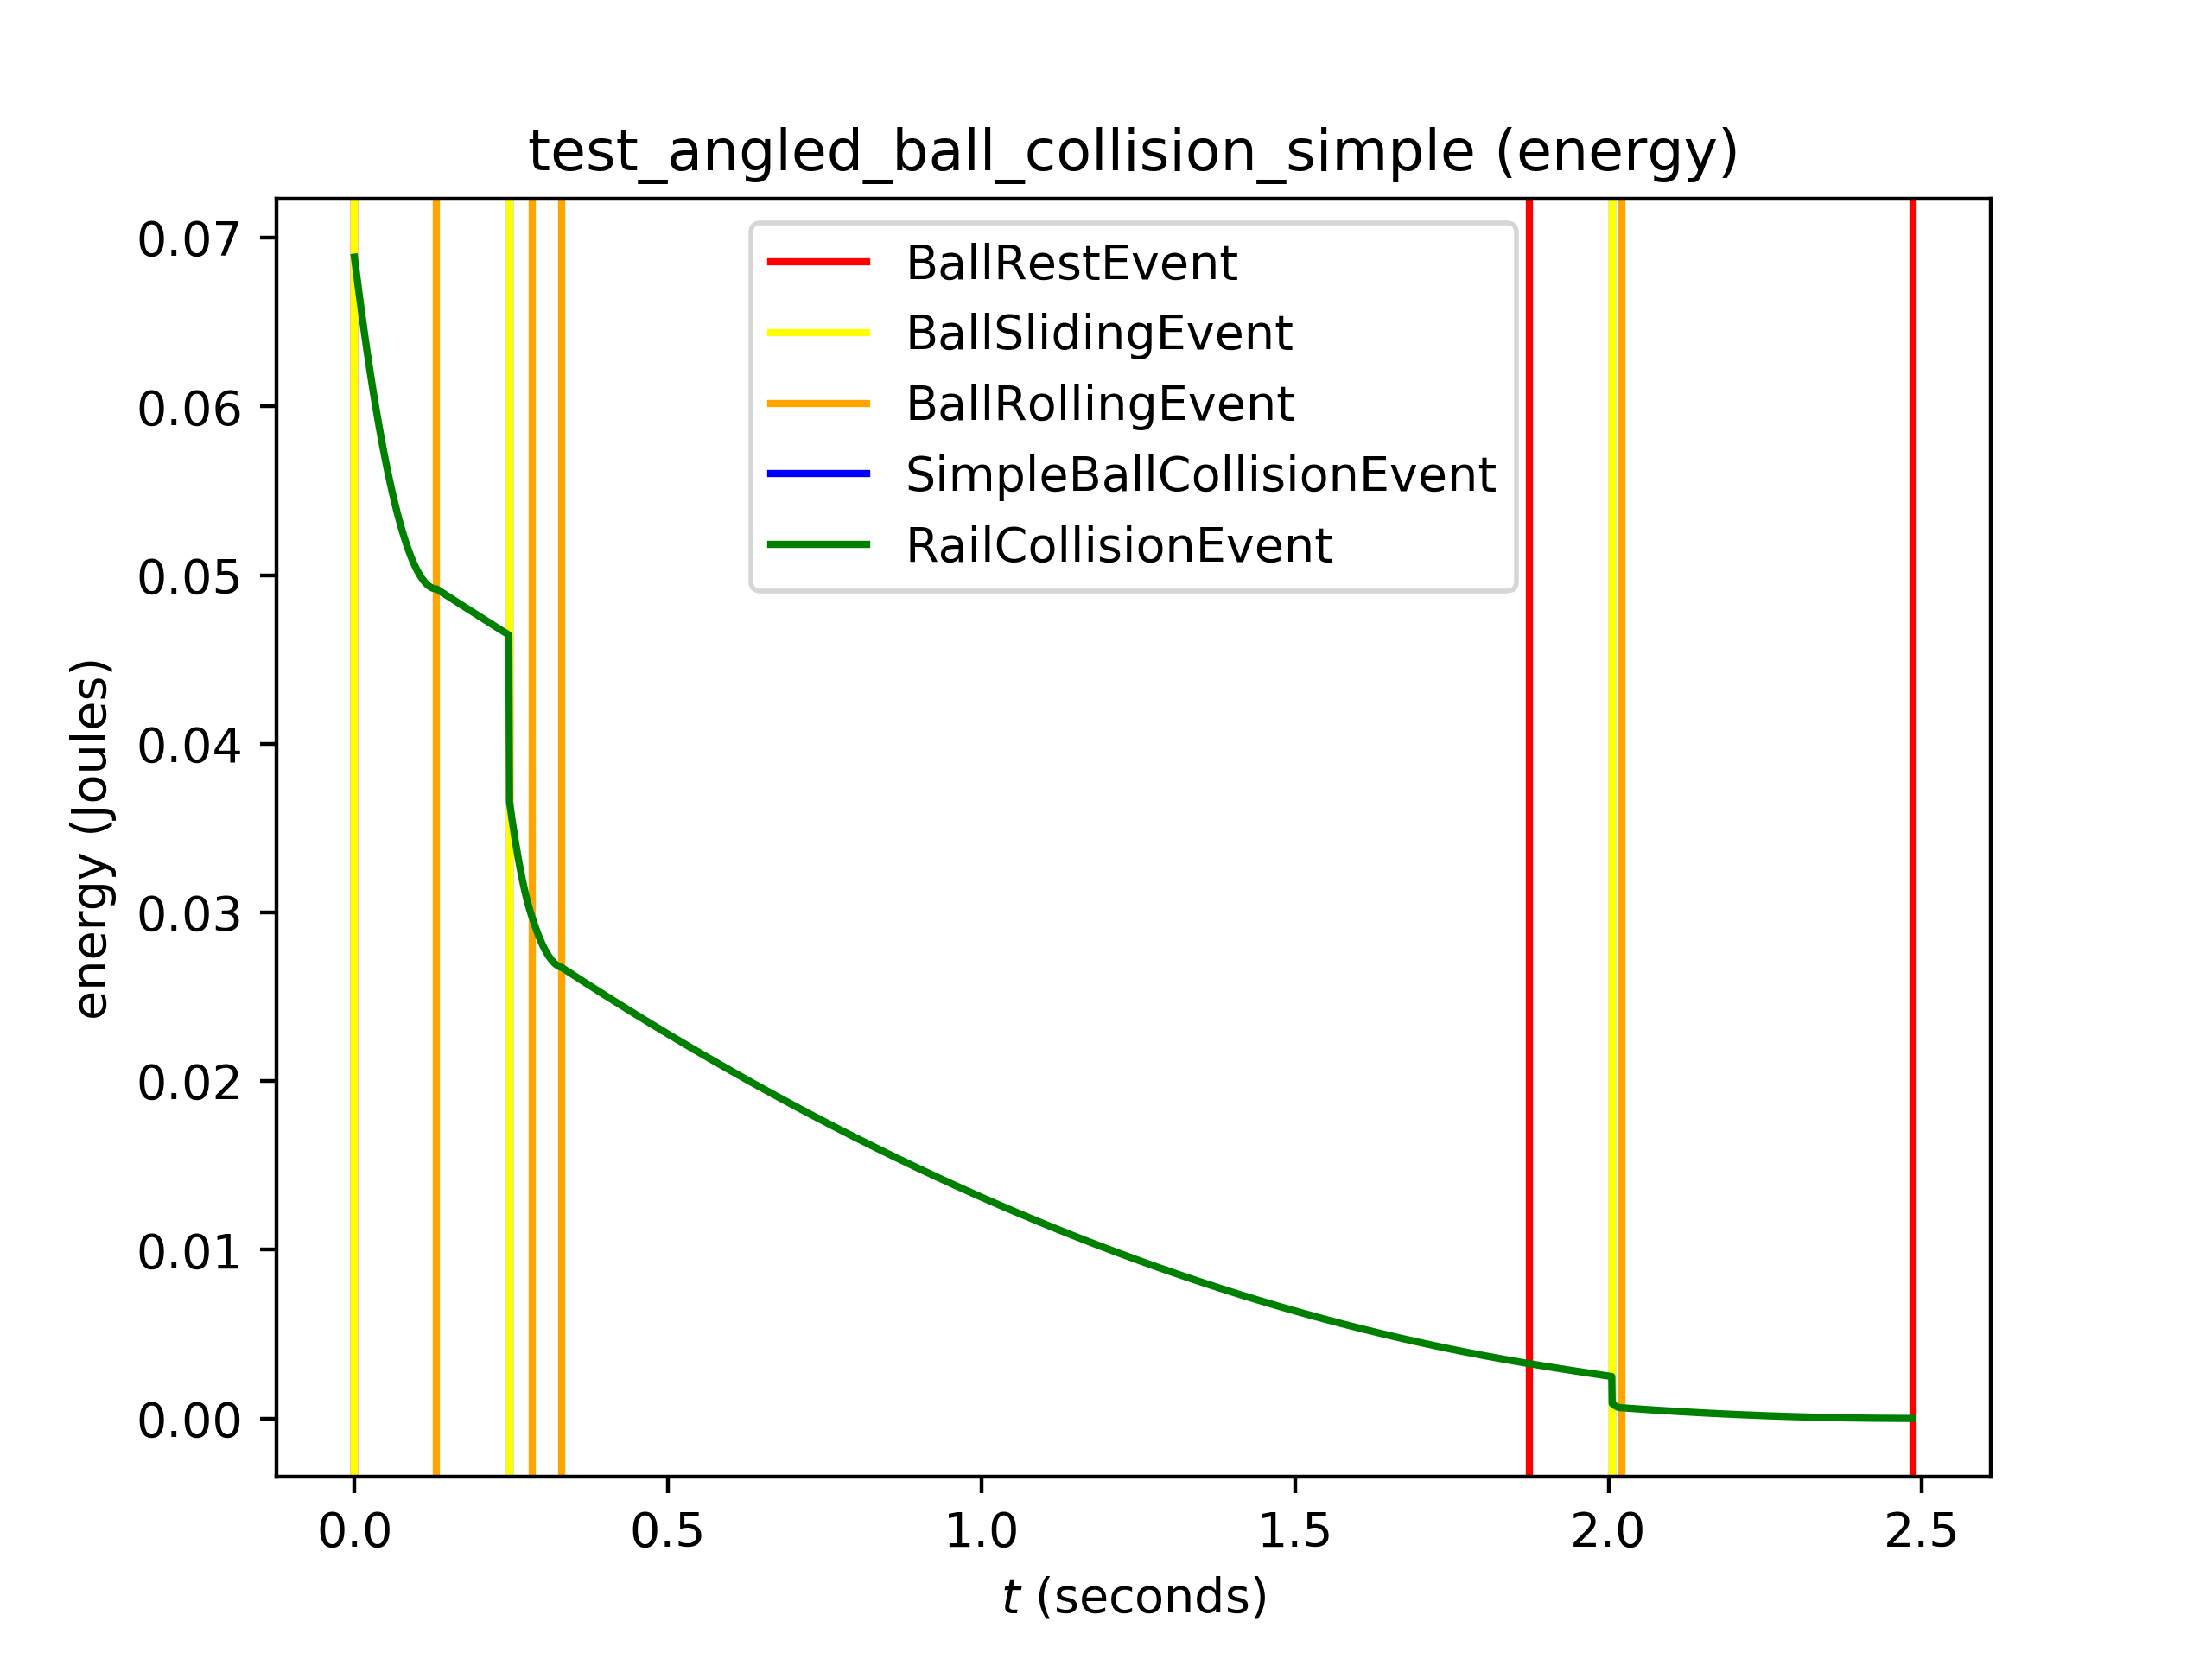 test_angled_ball_collision_simple (energy)
BallRestEvent
BallSlidingEvent
BallRollingEvent
SimpleBallCollisionEvent
RailCollisionEvent
energy (Joules)
0.07
0.06
0.05
0.04
0.03
0.02
0.01
0.00
0.0 0.5 1.0 1.5 2.0 2.5
t (seconds)